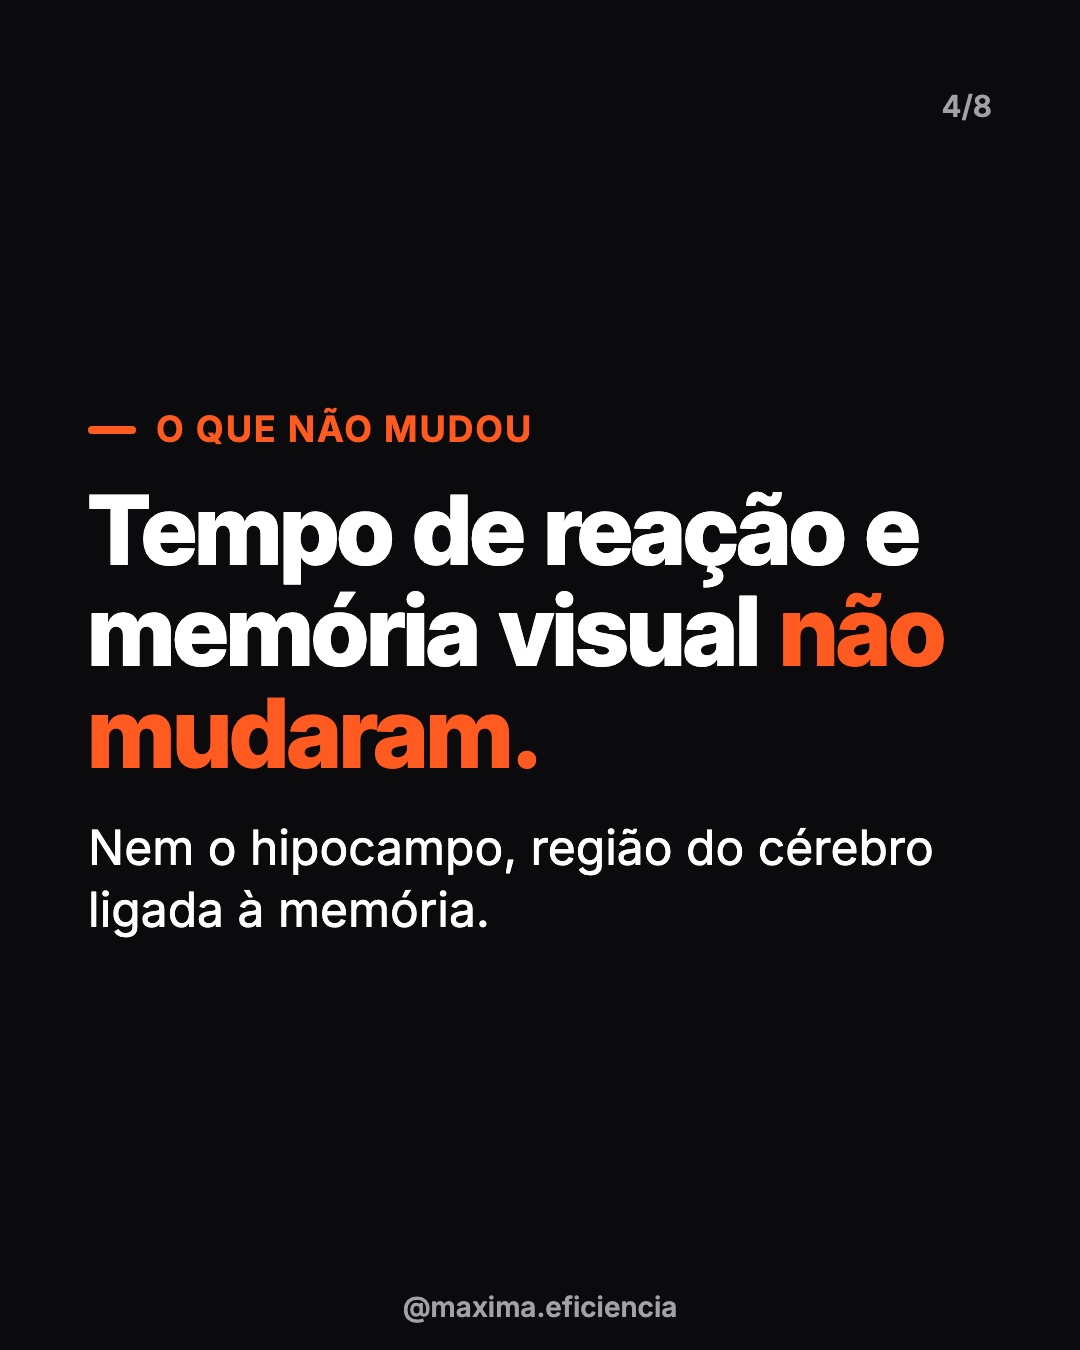 4/8
O QUE NÃO MUDOU
Tempo de reação e
memória visual não
mudaram.
Nem o hipocampo, região do cérebro
ligada à memória.
@maxima.eficiencia